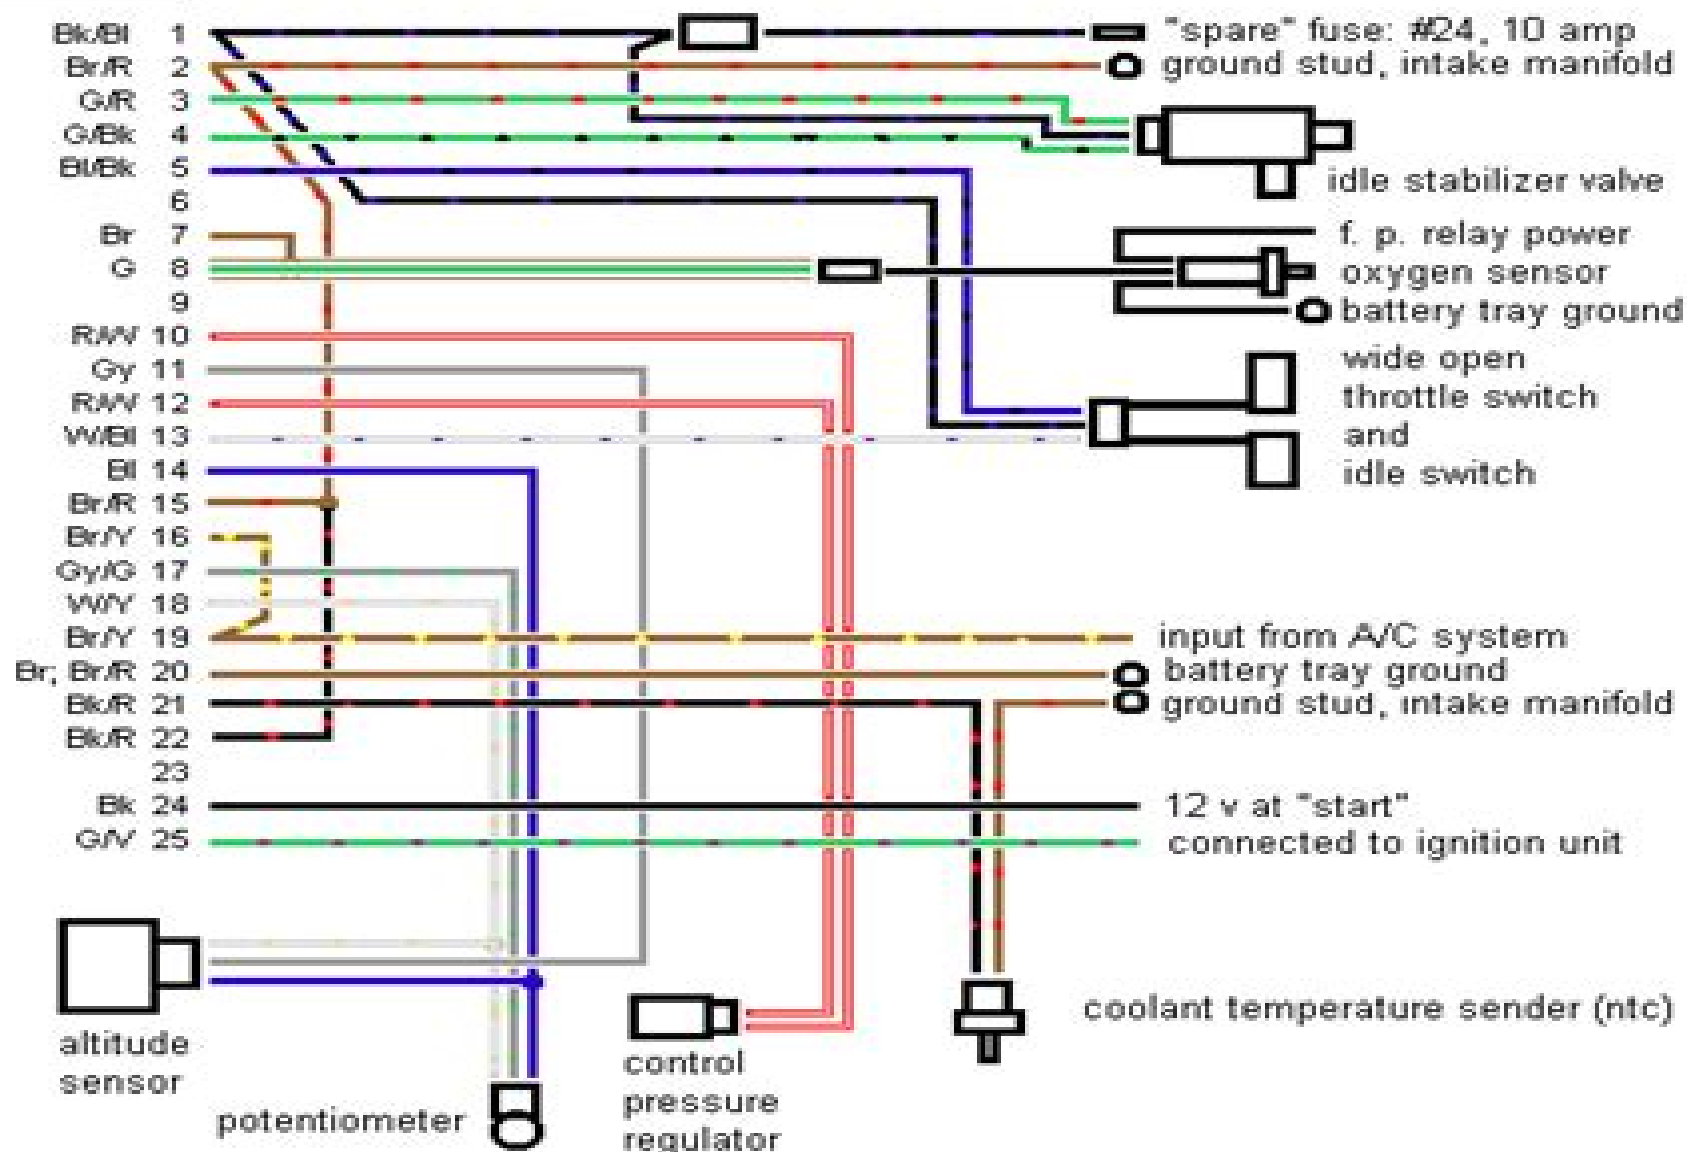 Bk/Bl 1 "spare" fuse: #24, 10 amp
Br/R 2 ground stud, intake manifold
G/R 3
G/Bk 4
Bl/Bk 5 idle stabilizer valve
6
Br 7 f. p. relay power
G 8 oxygen sensor
9 battery tray ground
R/W 10 wide open
Gy 11 throttle switch
R/W 12 and
W/Bl 13 idle switch
Bl 14
Br/R 15
Br/Y 16
Gy/G 17
W/Y 18
Br/Y 19 input from A/C system
Br; Br/R 20 battery tray ground
Bk/R 21 ground stud, intake manifold
Bk/R 22
23
Bk 24 12 v at "start"
G/V 25 connected to ignition unit
altitude
sensor
potentiometer
control
pressure
regulator
coolant temperature sender (ntc)